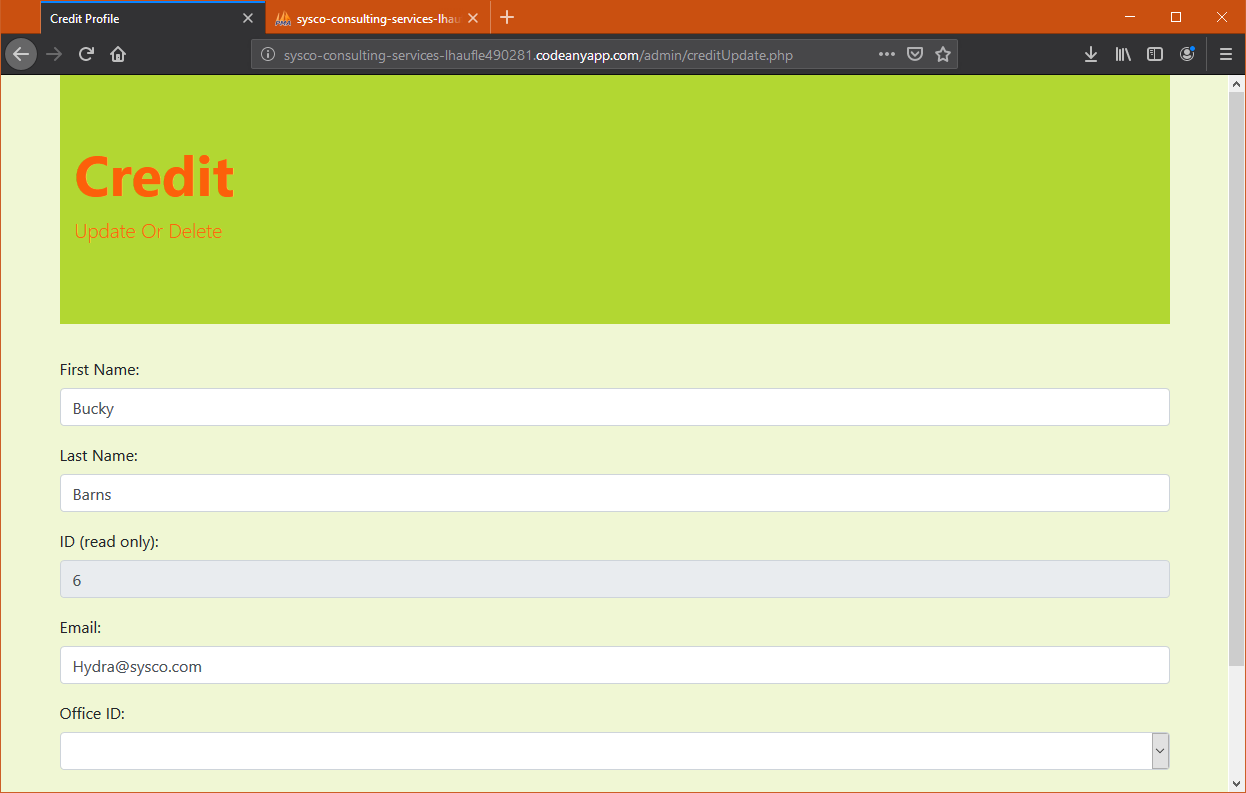 Credit Profile
sysco-consulting-services-lhau
sysco-consulting-services-lhaufle490281.codeanyapp.com/admin/creditUpdate.php
Credit
Update Or Delete
First Name:
Bucky
Last Name:
Barns
ID (read only):
6
Email:
Hydra@sysco.com
Office ID: